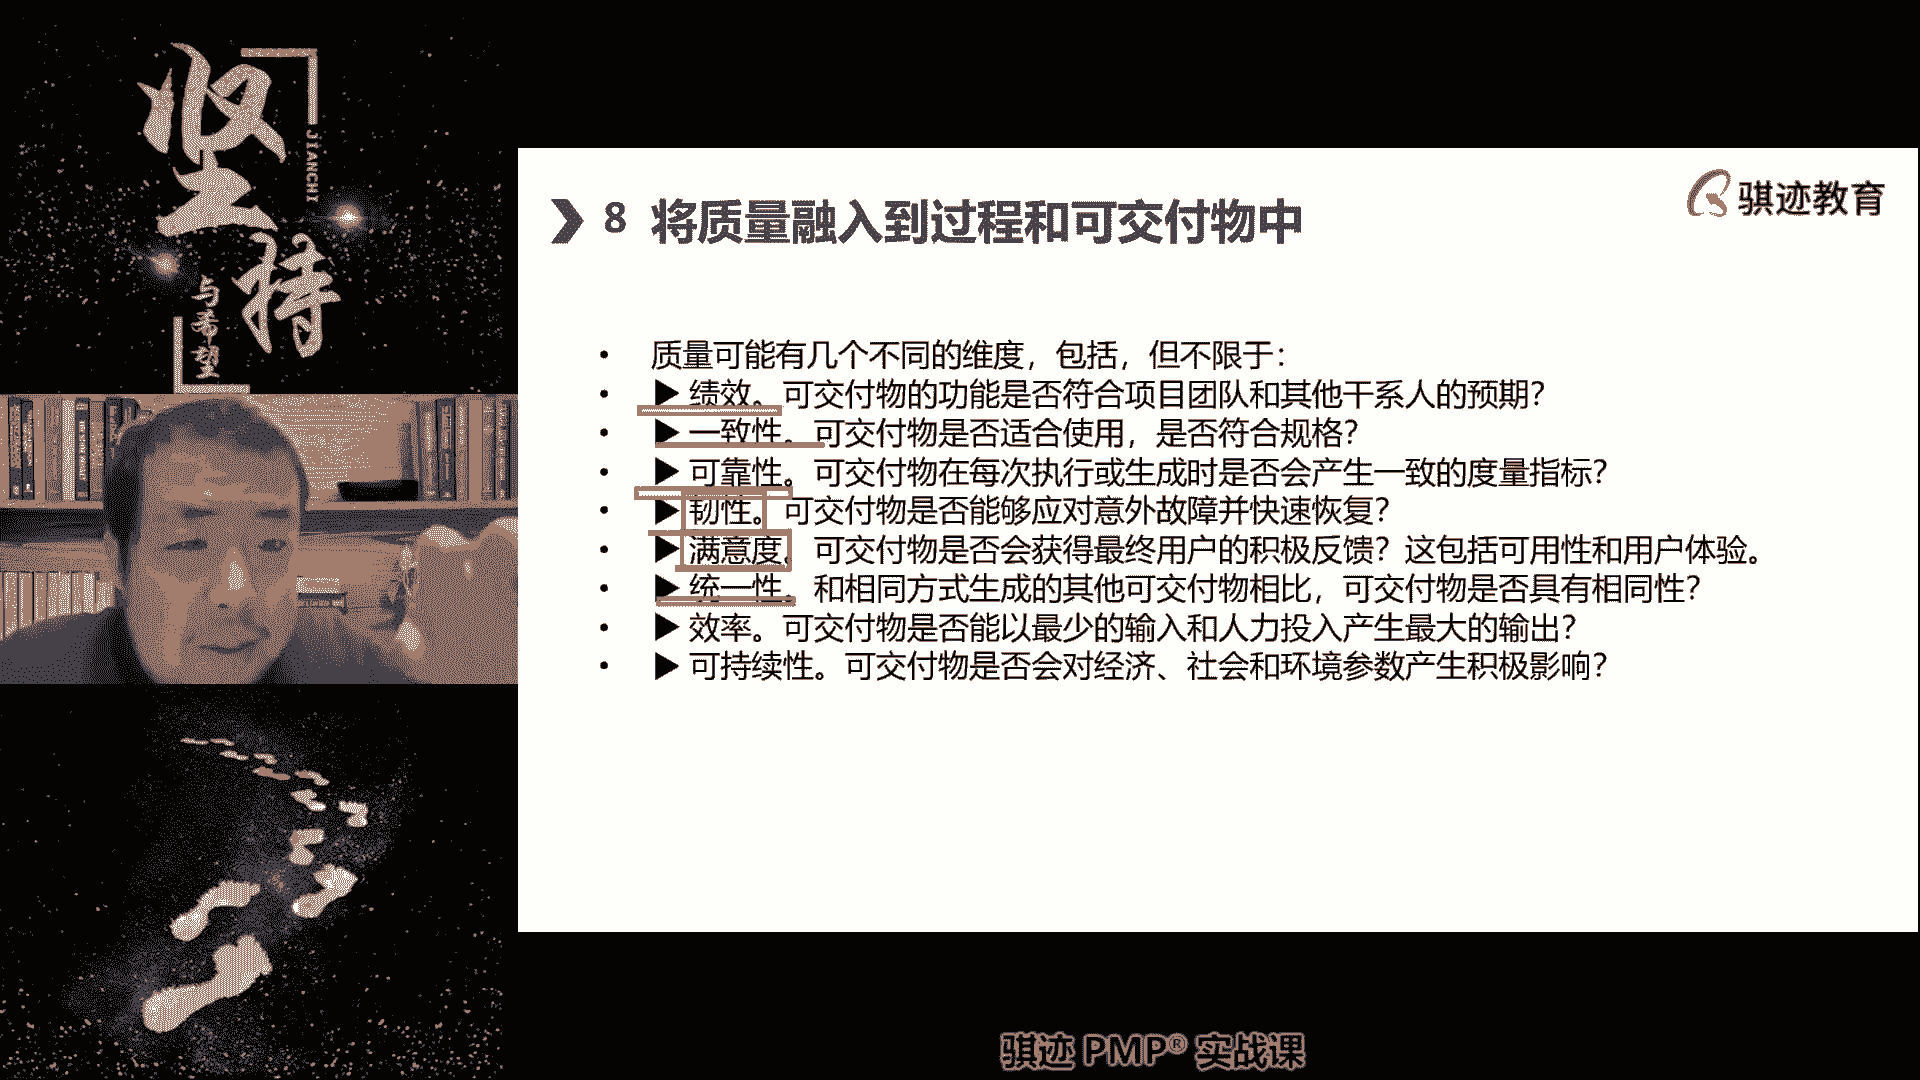 坚持
JIANCHI
与希望
骐迹教育
8 将质量融入到过程和可交付物中
• 质量可能有几个不同的维度，包括，但不限于：
• ▶ 绩效。可交付物的功能是否符合项目团队和其他干系人的预期？
• ▶ 一致性。可交付物是否适合使用，是否符合规格？
• ▶ 可靠性。可交付物在每次执行或生成时是否会产生一致的度量指标？
• ▶ 韧性。可交付物是否能够应对意外故障并快速恢复？
• ▶ 满意度。可交付物是否会获得最终用户的积极反馈？这包括可用性和用户体验。
• ▶ 统一性。和相同方式生成的其他可交付物相比，可交付物是否具有相同性？
• ▶ 效率。可交付物是否能以最少的输入和人力投入产生最大的输出？
• ▶ 可持续性。可交付物是否会对经济、社会和环境参数产生积极影响？
骐迹 PMP® 实战课